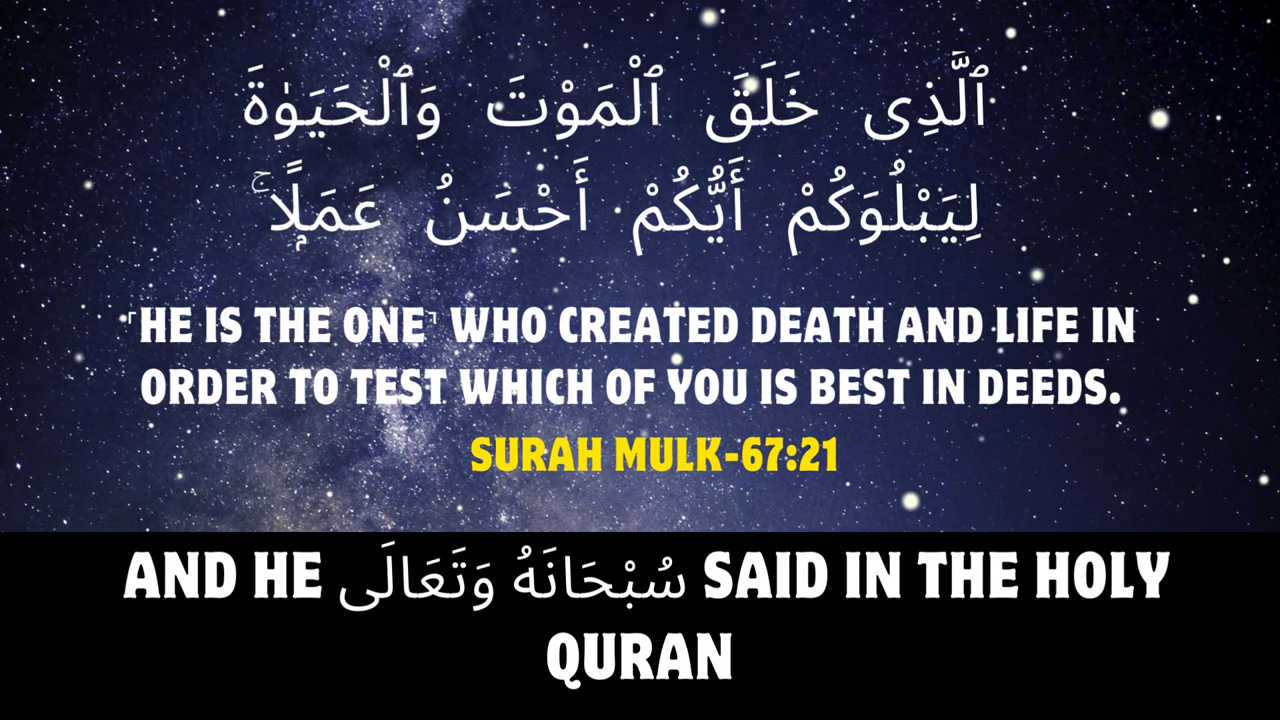 ٱلَّذِى خَلَقَ ٱلْمَوْتَ وَٱلْحَيَوٰةَ
لِيَبْلُوَكُمْ أَيُّكُمْ أَحْسَنُ عَمَلًۭا ۚ
⸢HE IS THE ONE⸣ WHO CREATED DEATH AND LIFE IN
ORDER TO TEST WHICH OF YOU IS BEST IN DEEDS.
SURAH MULK-67:21
AND HE سُبْحَانَهُ وَتَعَالَى SAID IN THE HOLY
QURAN